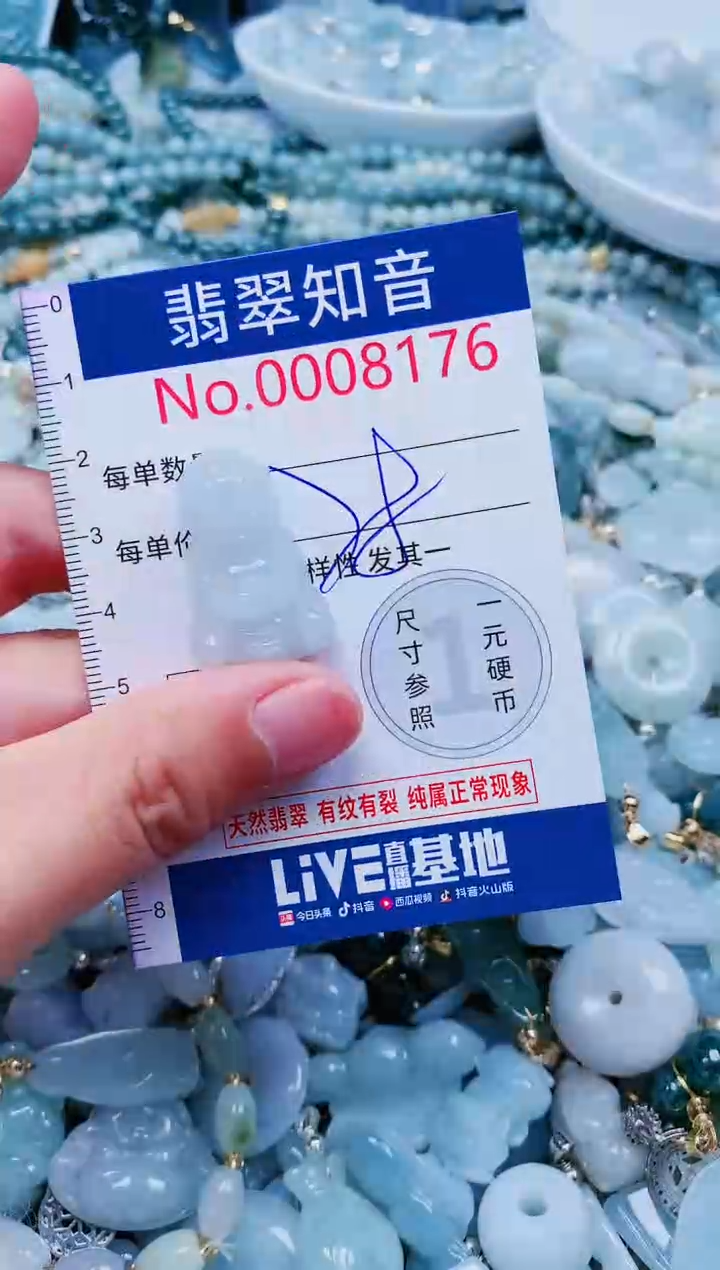 翡翠知音
No.0008176
0
1
2
3
4
5
8
每单数
每单价
样性 发其一
尺寸参照
一元硬币
1
天然翡翠 有纹有裂 纯属正常现象
LiVE直播基地
头条 今日头条 抖音 西瓜视频 抖音火山版